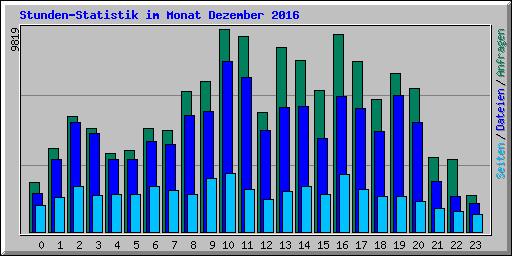 Stunden-Statistik im Monat Dezember 2016
9819
Seiten / Dateien / Anfragen
0 1 2 3 4 5 6 7 8 9 10 11 12 13 14 15 16 17 18 19 20 21 22 23